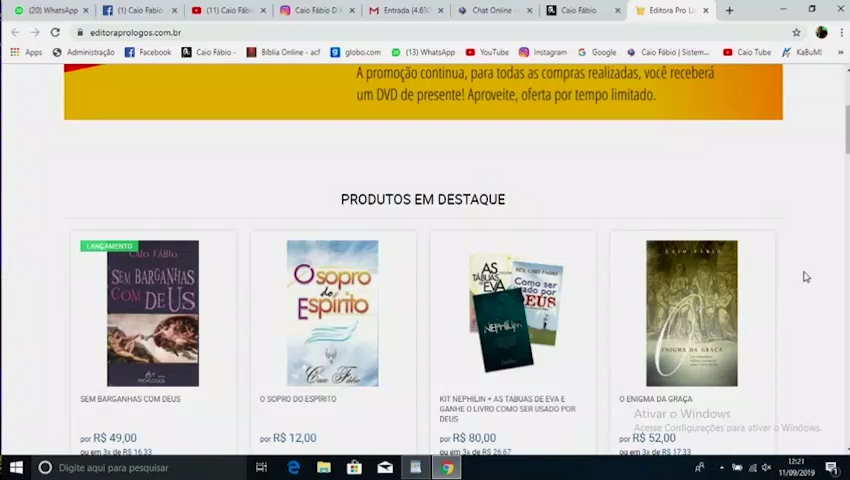 (20) WhatsApp
(1) Caio Fabio
(11) Caio Fábi
Instagram
Caio Fabio D'
Entrada (4.630
Chat Online -
Caio Fábio
Editora Pro Lo
editoraprologos.com.br
Apps
Administração
Facebook
Caio Fábio -
Bíblia Online - acf
globo.com
(13) WhatsApp
YouTube
Instagram
Google
Caio Fábio | Sistem...
Caio Tube
KaBuM!
A promoção continua, para todas as compras realizadas, você receberá
um DVD de presente! Aproveite, oferta por tempo limitado.
PRODUTOS EM DESTAQUE
LANÇAMENTO
CAIO FÁBIO
SEM BARGANHAS
COM DEUS
O sopro
do
Espírito
Caio Fábio
AS
TÁBUAS
DE EVA
REV. CAIO FÁBIO
Como ser
usado por
DEUS
NEPHILIM
CAIO FÁBIO
O
ENIGMA DA GRAÇA
SEM BARGANHAS COM DEUS
O SOPRO DO ESPÍRITO
KIT NEPHILIN + AS TABUAS DE EVA E
GANHE O LIVRO COMO SER USADO POR
DEUS
O ENIGMA DA GRAÇA
por R$ 49,00
por R$ 12,00
por R$ 80,00
por R$ 52,00
ou em 3x de R$ 16,33
ou em 3x de R$ 26,67
ou em 3x de R$ 17,33
Ativar o Windows
Acesse Configurações para ativar o Windows.
Digite aqui para pesquisar
12:21
11/09/2019